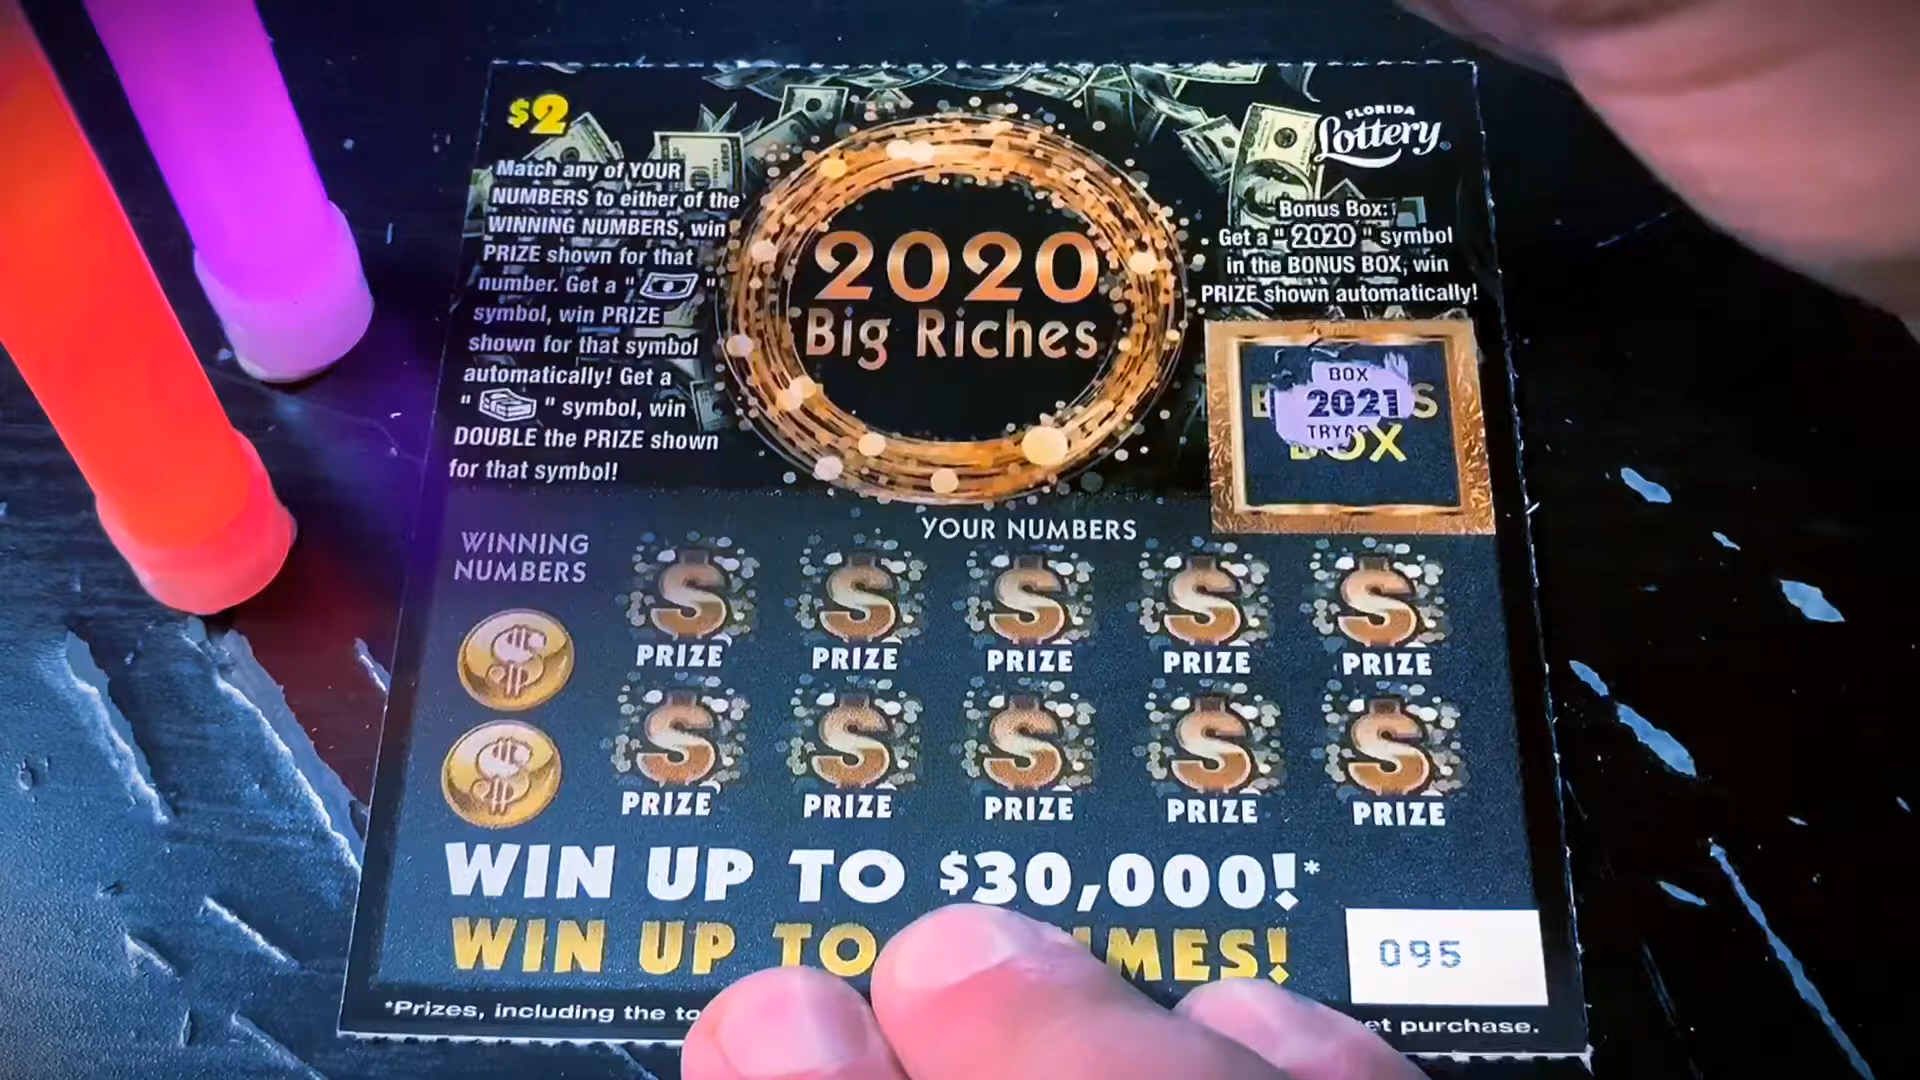 $2
FLORIDA
Lottery
Match any of YOUR
NUMBERS to either of the
WINNING NUMBERS, win
PRIZE shown for that
number. Get a " "
symbol, win PRIZE
shown for that symbol
automatically! Get a
" " symbol, win
DOUBLE the PRIZE shown
for that symbol!
2020
Big Riches
Bonus Box:
Get a "2020" symbol
in the BONUS BOX, win
PRIZE shown automatically!
BOX
2021
BOX
WINNING
NUMBERS
YOUR NUMBERS
PRIZE PRIZE PRIZE PRIZE PRIZE
PRIZE PRIZE PRIZE PRIZE PRIZE
WIN UP TO $30,000!*
WIN UP TO
095
*Prizes, including the
purchase.